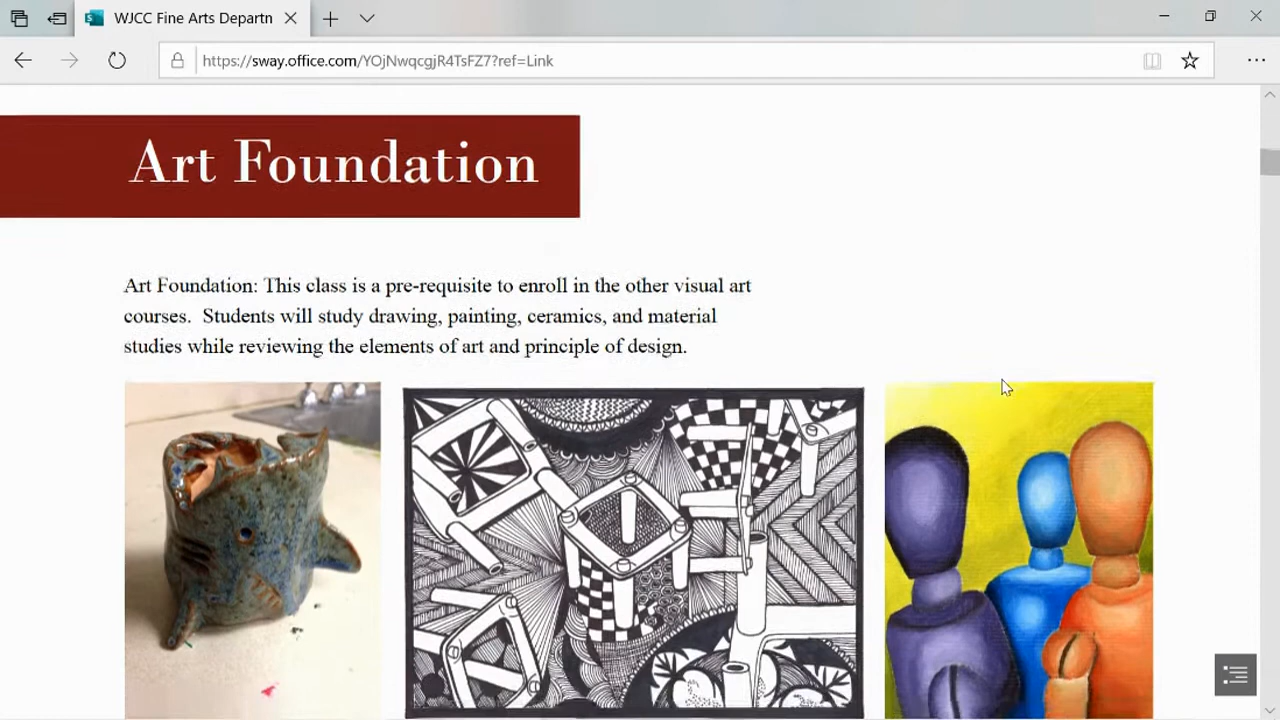 WJCC Fine Arts Departn
https://sway.office.com/YOjNwqcgjR4TsFZ7?ref=Link
Art Foundation
Art Foundation: This class is a pre-requisite to enroll in the other visual art
courses. Students will study drawing, painting, ceramics, and material
studies while reviewing the elements of art and principle of design.